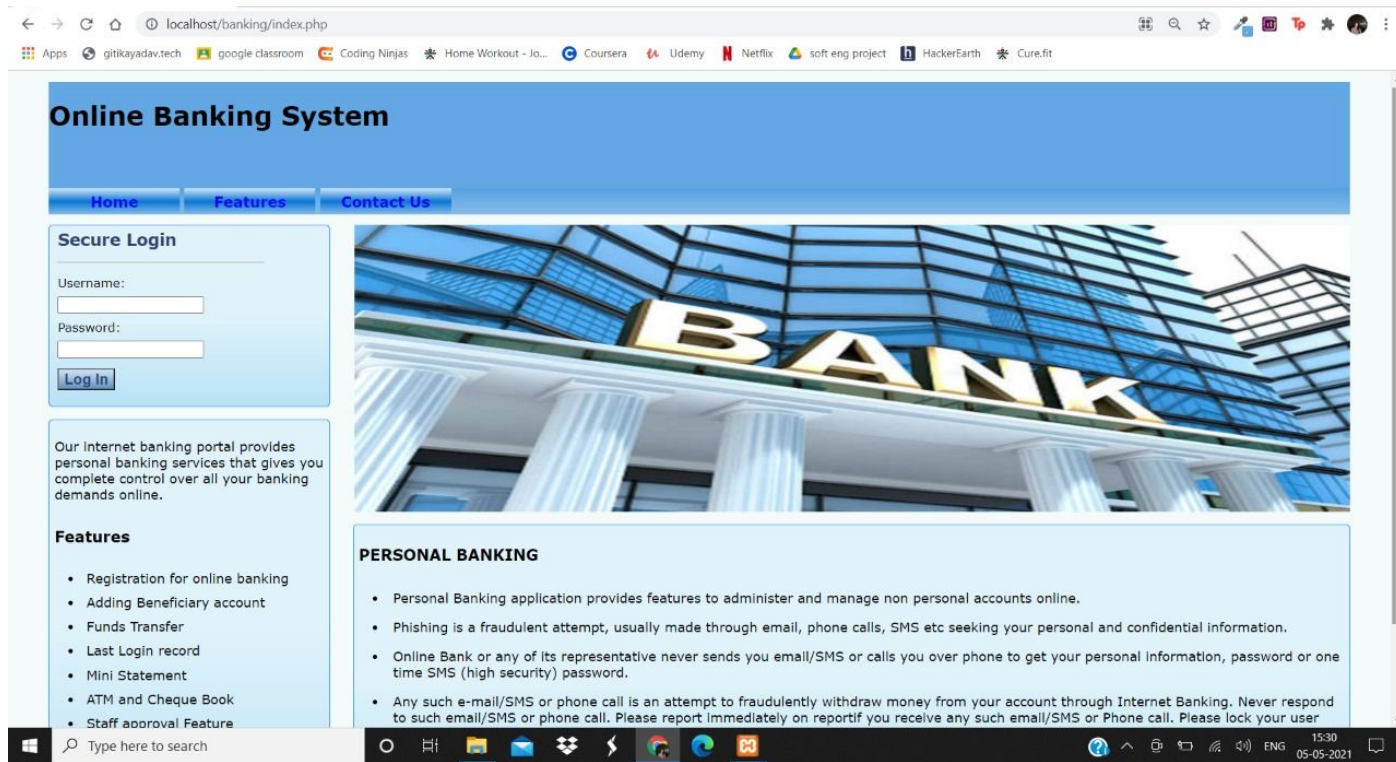 localhost/banking/index.php
Apps gitikayadav.tech google classroom Coding Ninjas Home Workout - Jo... Coursera Udemy Netflix soft eng project HackerEarth Cure.fit
Online Banking System
Home Features Contact Us
Secure Login
Username:
Password:
Log In
BANK
Our internet banking portal provides
personal banking services that gives you
complete control over all your banking
demands online.
Features
• Registration for online banking
• Adding Beneficiary account
• Funds Transfer
• Last Login record
• Mini Statement
• ATM and Cheque Book
• Staff approval Feature
PERSONAL BANKING
• Personal Banking application provides features to administer and manage non personal accounts online.
• Phishing is a fraudulent attempt, usually made through email, phone calls, SMS etc seeking your personal and confidential information.
• Online Bank or any of its representative never sends you email/SMS or calls you over phone to get your personal information, password or one
time SMS (high security) password.
• Any such e-mail/SMS or phone call is an attempt to fraudulently withdraw money from your account through Internet Banking. Never respond
to such email/SMS or phone call. Please report immediately on reportif you receive any such email/SMS or Phone call. Please lock your user
Type here to search
ENG
15:30
05-05-2021